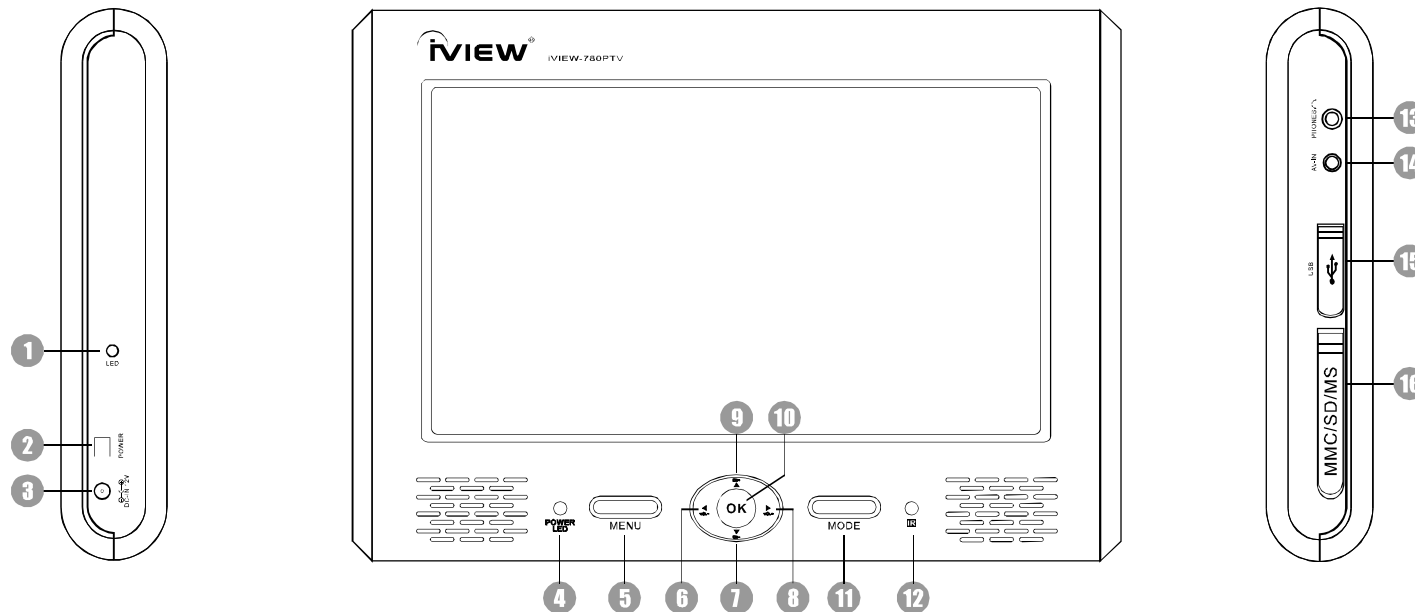 iVIEW®
iVIEW-780PTV
1
LED
2
POWER
3
DC-IN 12V
POWER
LED
MENU
OK
MODE
IR
4
5
6
7
8
9
10
11
12
PHONES
13
AV-IN
14
USB
15
MMC/SD/MS
16